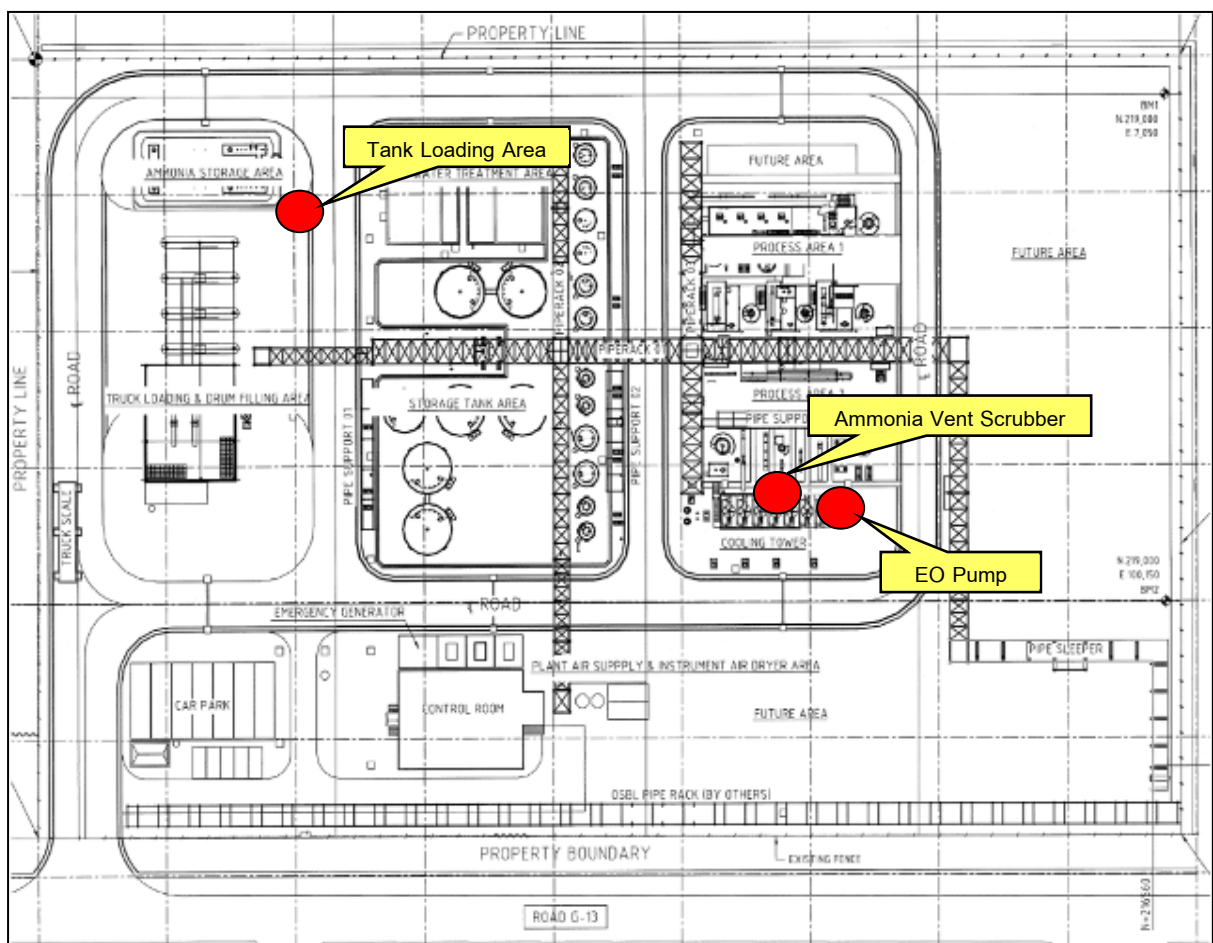 PROPERTY LINE
BM1
N.219,000
E 7,050
Tank Loading Area
AMMONIA STORAGE AREA
WATER TREATMENT AREA
FUTURE AREA
PROCESS AREA 1
FUTURE AREA
PIPERACK 03
PIPERACK 01
ROAD
ROAD
PROPERTY LINE
TRUCK LOADING & DRUM FILLING AREA
STORAGE TANK AREA
PROCESS AREA 2
PIPE SUPPORT 01
PIPE SUPPORT 02
PIPE SUPP
Ammonia Vent Scrubber
TRUCK SCALE
COOLING TOWER
EO Pump
N.219,000
E 100,150
BM2
ROAD
EMERGENCY GENERATOR
PLANT AIR SUPPPLY & INSTRUMENT AIR DRYER AREA
PIPE SLEEPER
CAR PARK
CONTROL ROOM
FUTURE AREA
OSBL PIPE RACK (BY OTHERS)
PROPERTY BOUNDARY
EXISTING FENCE
ROAD G-13